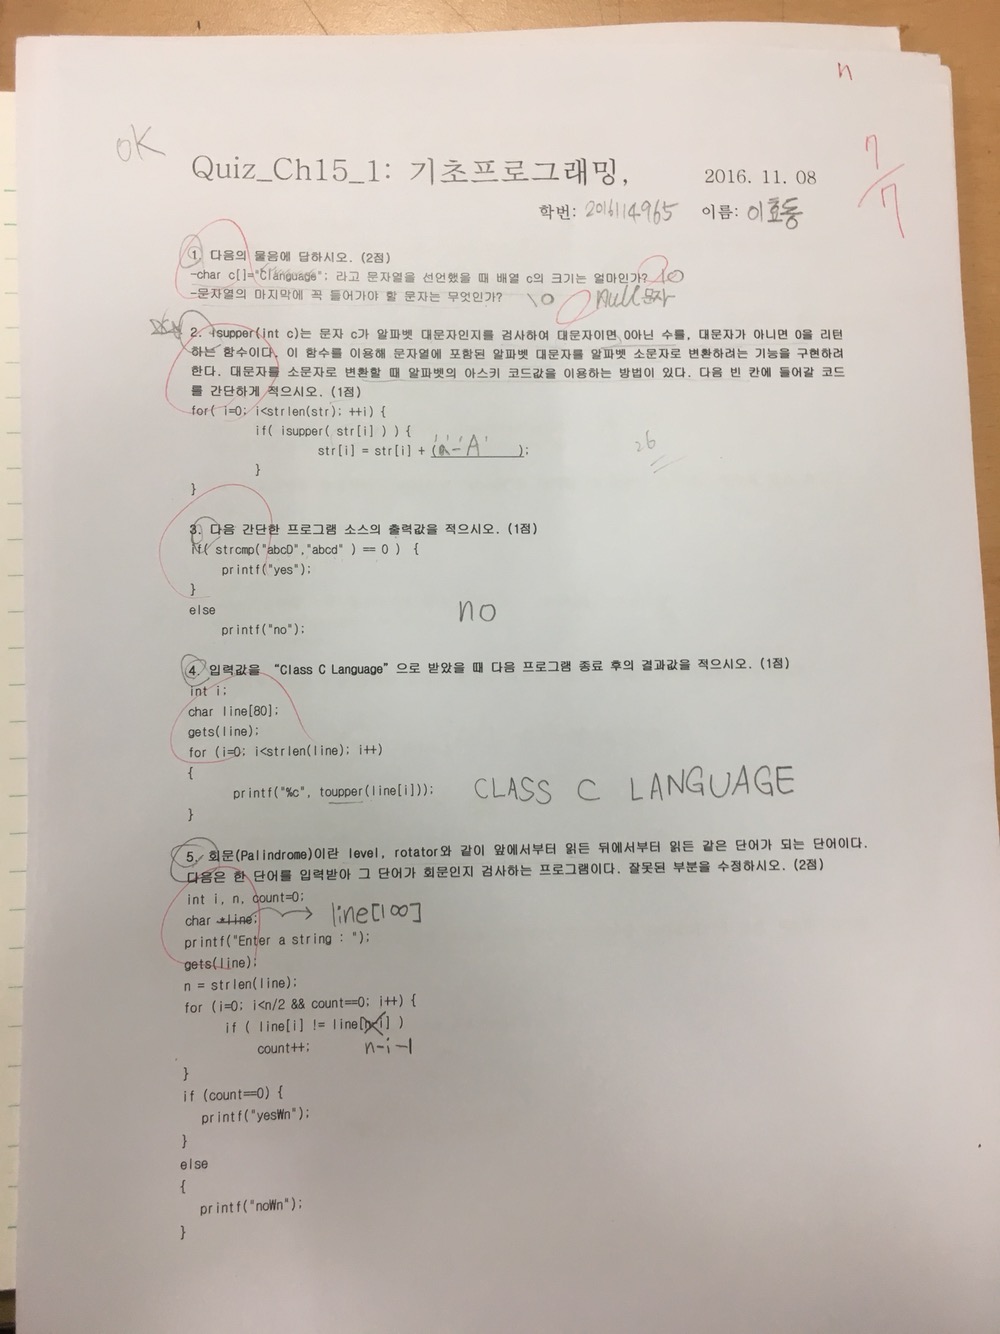 n
OK
Quiz_Ch15_1: 기초프로그래밍,
2016. 11. 08
7/7
학번: 2016114965 이름: 이호동
1. 다음의 물음에 답하시오. (2점)
-char c[]="Clanguage"; 라고 문자열을 선언했을 때 배열 c의 크기는 얼마인가? 10
-문자열의 마지막에 꼭 들어가야 할 문자는 무엇인가? \0 Null 문자
2. isupper(int c)는 문자 c가 알파벳 대문자인지를 검사하여 대문자이면 0아닌 수를, 대문자가 아니면 0을 리턴
하는 함수이다. 이 함수를 이용해 문자열에 포함된 알파벳 대문자를 알파벳 소문자로 변환하려는 기능을 구현하려
한다. 대문자를 소문자로 변환할 때 알파벳의 아스키 코드값을 이용하는 방법이 있다. 다음 빈 칸에 들어갈 코드
를 간단하게 적으시오. (1점)
for( i=0; i<strlen(str); ++i) {
if( isupper( str[i] ) ) {
str[i] = str[i] + ('a'-'A' );
26
}
}
3. 다음 간단한 프로그램 소스의 출력값을 적으시오. (1점)
if( strcmp("abcD","abcd" ) == 0 ) {
printf("yes");
}
else
no
printf("no");
4. 입력값을 “Class C Language” 으로 받았을 때 다음 프로그램 종료 후의 결과값을 적으시오. (1점)
int i;
char line[80];
gets(line);
for (i=0; i<strlen(line); i++)
{
printf("%c", toupper(line[i])); CLASS C LANGUAGE
}
5. 회문(Palindrome)이란 level, rotator와 같이 앞에서부터 읽든 뒤에서부터 읽든 같은 단어가 되는 단어이다.
다음은 한 단어를 입력받아 그 단어가 회문인지 검사하는 프로그램이다. 잘못된 부분을 수정하시오. (2점)
int i, n, count=0;
char *line; line[100]
printf("Enter a string : ");
gets(line);
n = strlen(line);
for (i=0; i<n/2 && count==0; i++) {
if ( line[i] != line[n-i] )
count++; n-i-1
}
if (count==0) {
printf("yes₩n");
}
else
{
printf("no₩n");
}